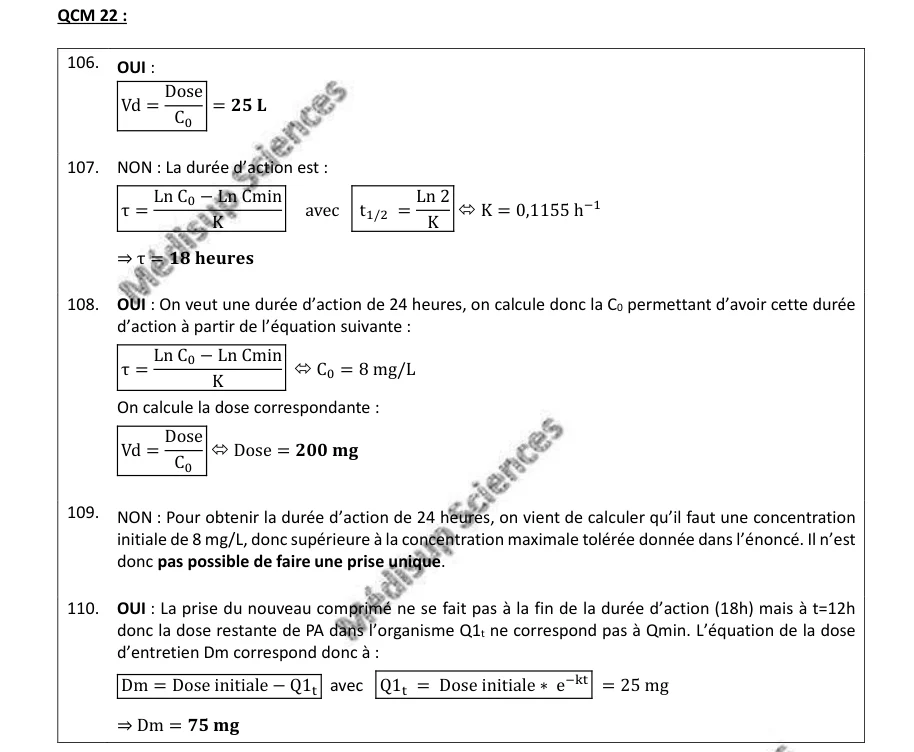 QCM 22 :
106. OUI :
Vd = Dose / C₀ = 25 L
107. NON : La durée d'action est :
τ = (Ln C₀ − Ln Cmin) / K avec t₁/₂ = Ln 2 / K ⇔ K = 0,1155 h⁻¹
⇒ τ = 18 heures
108. OUI : On veut une durée d'action de 24 heures, on calcule donc la C₀ permettant d'avoir cette durée
d'action à partir de l'équation suivante :
τ = (Ln C₀ − Ln Cmin) / K ⇔ C₀ = 8 mg/L
On calcule la dose correspondante :
Vd = Dose / C₀ ⇔ Dose = 200 mg
109. NON : Pour obtenir la durée d'action de 24 heures, on vient de calculer qu'il faut une concentration
initiale de 8 mg/L, donc supérieure à la concentration maximale tolérée donnée dans l'énoncé. Il n'est
donc pas possible de faire une prise unique.
110. OUI : La prise du nouveau comprimé ne se fait pas à la fin de la durée d'action (18h) mais à t=12h
donc la dose restante de PA dans l'organisme Q1ₜ ne correspond pas à Qmin. L'équation de la dose
d'entretien Dm correspond donc à :
Dm = Dose initiale − Q1ₜ avec Q1ₜ = Dose initiale ∗ e⁻ᵏᵗ = 25 mg
⇒ Dm = 75 mg
Médisup Sciences
Médisup Sciences